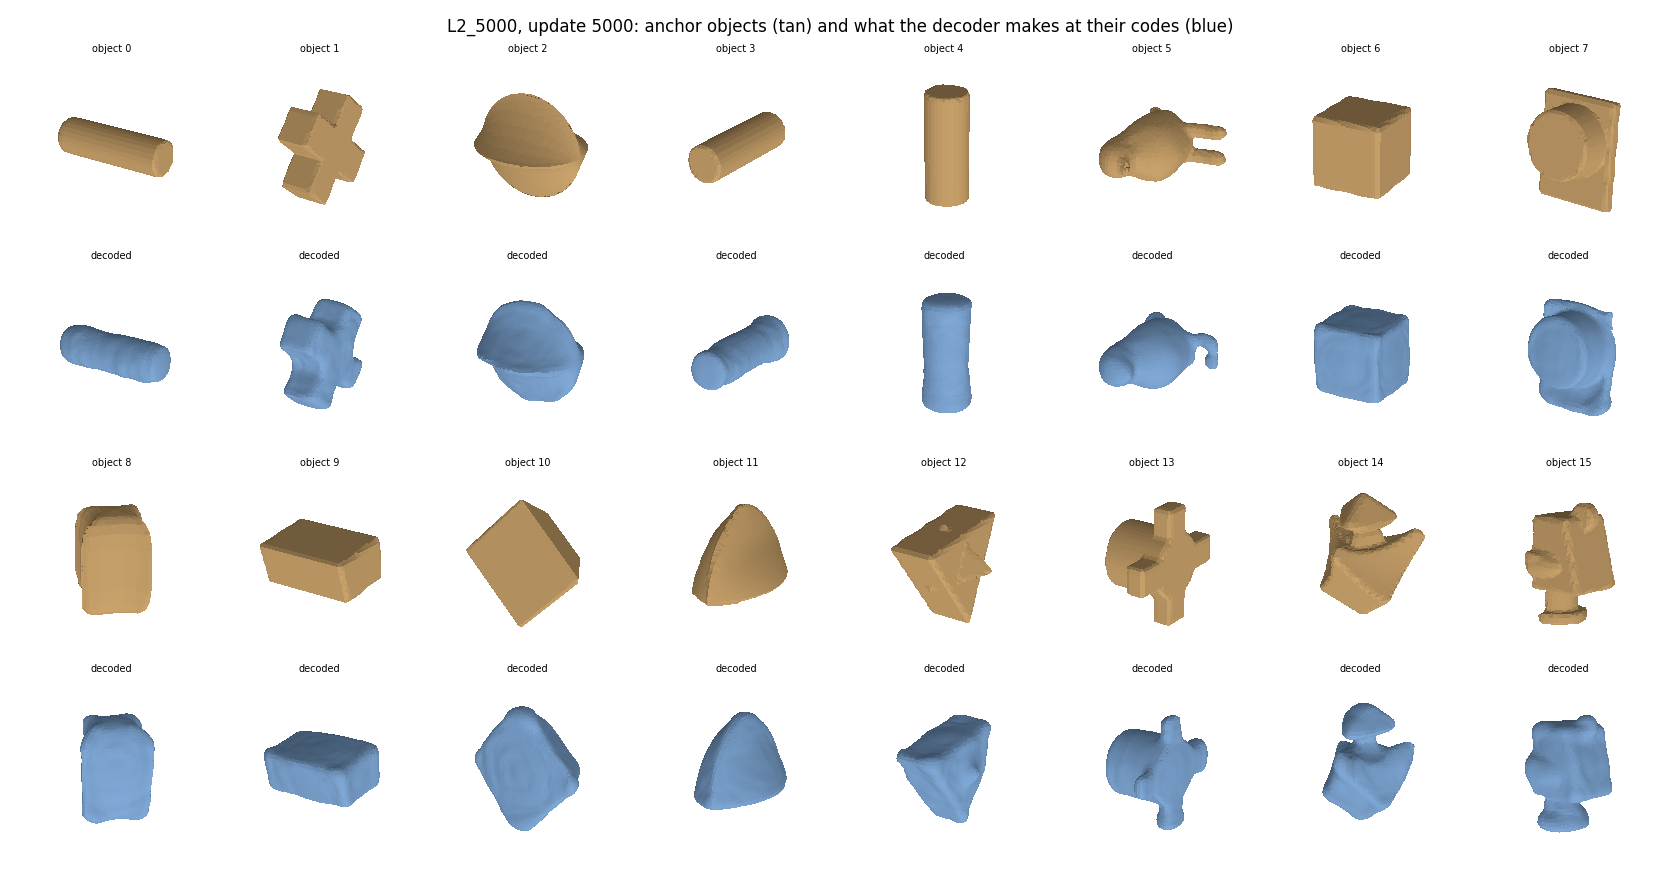 L2_5000, update 5000: anchor objects (tan) and what the decoder makes at their codes (blue)
object 0 object 1 object 2 object 3 object 4 object 5 object 6 object 7
decoded decoded decoded decoded decoded decoded decoded decoded
object 8 object 9 object 10 object 11 object 12 object 13 object 14 object 15
decoded decoded decoded decoded decoded decoded decoded decoded